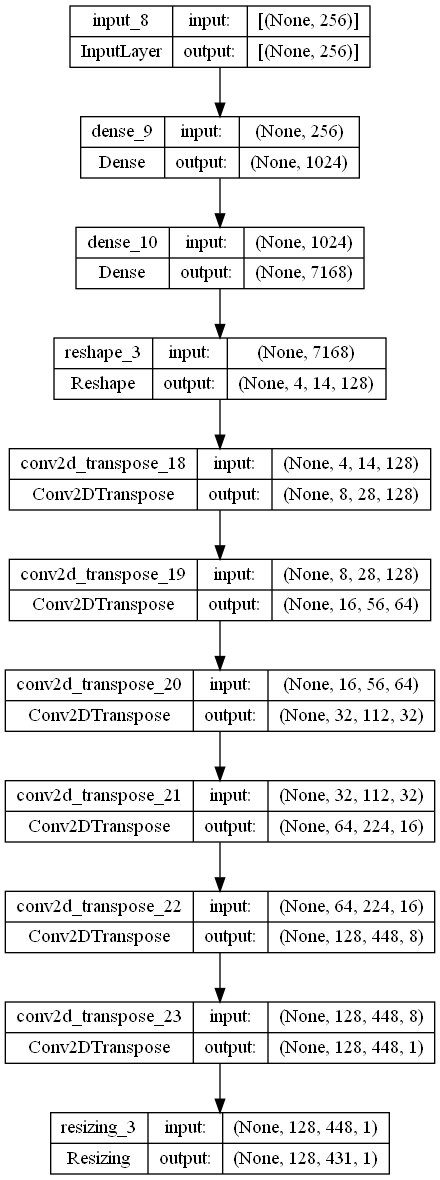 input_8 input: [(None, 256)]
InputLayer output: [(None, 256)]
dense_9 input: (None, 256)
Dense output: (None, 1024)
dense_10 input: (None, 1024)
Dense output: (None, 7168)
reshape_3 input: (None, 7168)
Reshape output: (None, 4, 14, 128)
conv2d_transpose_18 input: (None, 4, 14, 128)
Conv2DTranspose output: (None, 8, 28, 128)
conv2d_transpose_19 input: (None, 8, 28, 128)
Conv2DTranspose output: (None, 16, 56, 64)
conv2d_transpose_20 input: (None, 16, 56, 64)
Conv2DTranspose output: (None, 32, 112, 32)
conv2d_transpose_21 input: (None, 32, 112, 32)
Conv2DTranspose output: (None, 64, 224, 16)
conv2d_transpose_22 input: (None, 64, 224, 16)
Conv2DTranspose output: (None, 128, 448, 8)
conv2d_transpose_23 input: (None, 128, 448, 8)
Conv2DTranspose output: (None, 128, 448, 1)
resizing_3 input: (None, 128, 448, 1)
Resizing output: (None, 128, 431, 1)